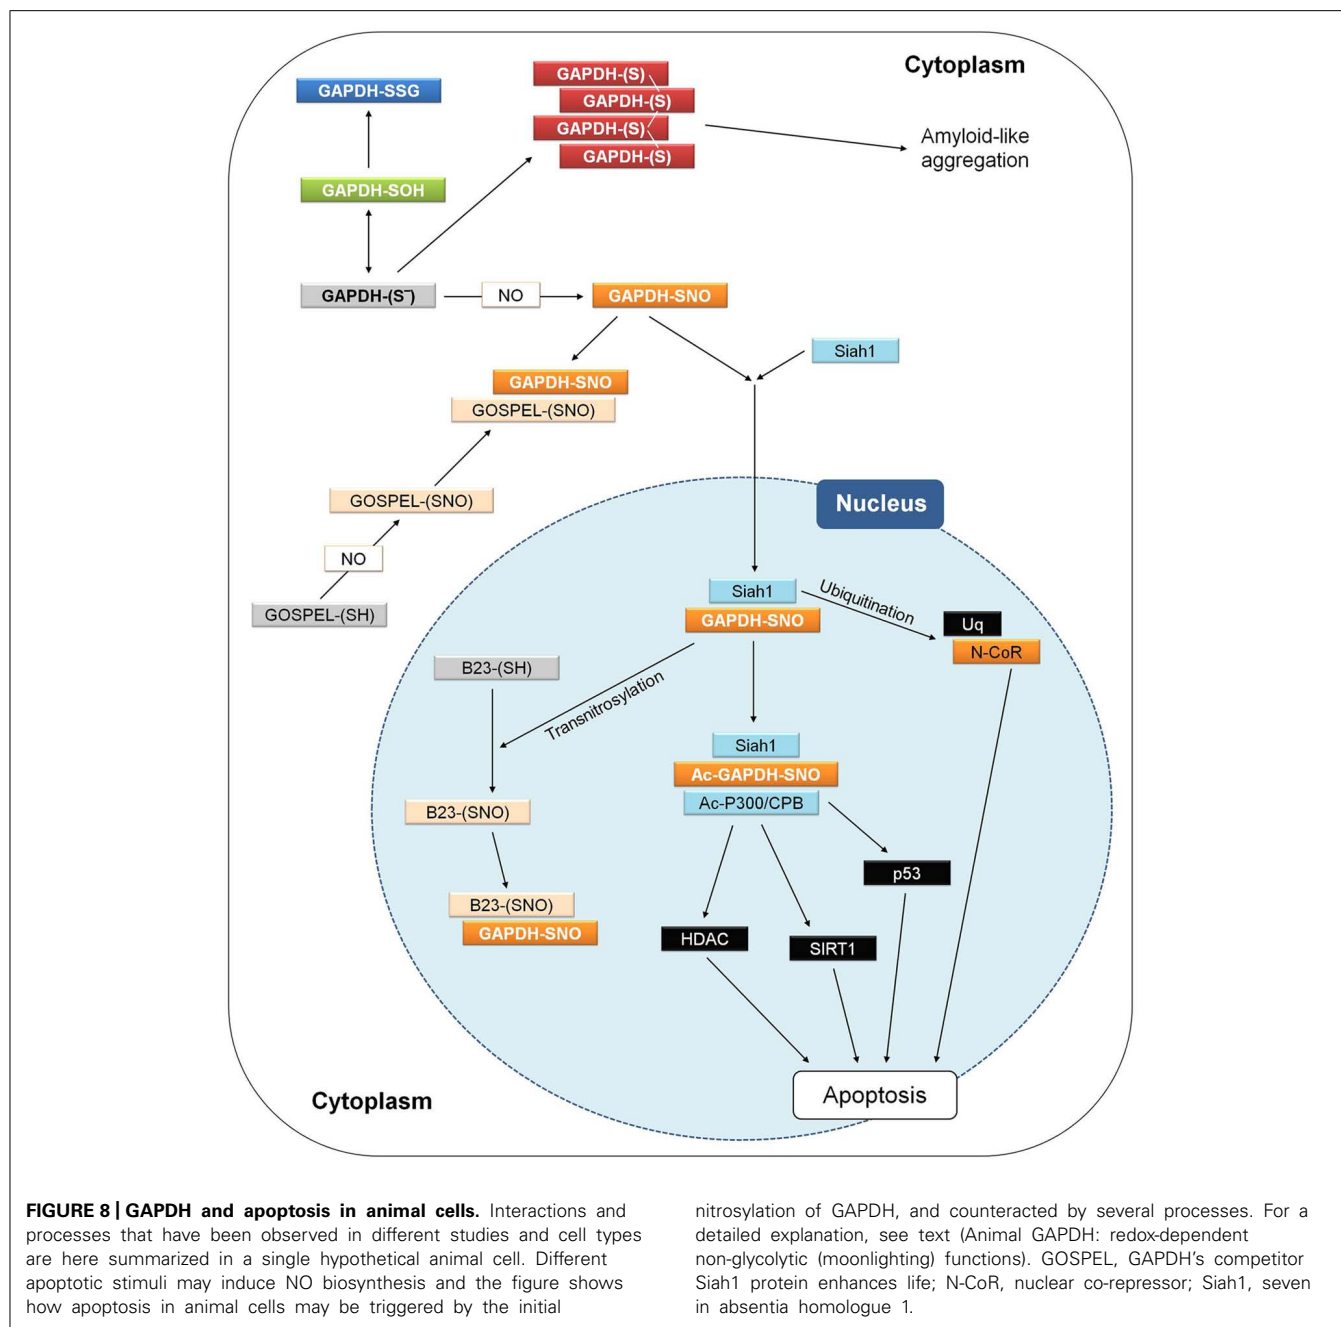 Cytoplasm
GAPDH-SSG
GAPDH-(S)
GAPDH-(S)
GAPDH-(S)
GAPDH-(S)
Amyloid-like
aggregation
GAPDH-SOH
GAPDH-(S⁻)
NO
GAPDH-SNO
Siah1
GAPDH-SNO
GOSPEL-(SNO)
GOSPEL-(SNO)
NO
GOSPEL-(SH)
Nucleus
Siah1
GAPDH-SNO
Ubiquitination
Uq
N-CoR
B23-(SH)
Transnitrosylation
Siah1
Ac-GAPDH-SNO
Ac-P300/CPB
B23-(SNO)
p53
B23-(SNO)
GAPDH-SNO
HDAC
SIRT1
Apoptosis
Cytoplasm
FIGURE 8 | GAPDH and apoptosis in animal cells. Interactions and
processes that have been observed in different studies and cell types
are here summarized in a single hypothetical animal cell. Different
apoptotic stimuli may induce NO biosynthesis and the figure shows
how apoptosis in animal cells may be triggered by the initial
nitrosylation of GAPDH, and counteracted by several processes. For a
detailed explanation, see text (Animal GAPDH: redox-dependent
non-glycolytic (moonlighting) functions). GOSPEL, GAPDH's competitor
Siah1 protein enhances life; N-CoR, nuclear co-repressor; Siah1, seven
in absentia homologue 1.